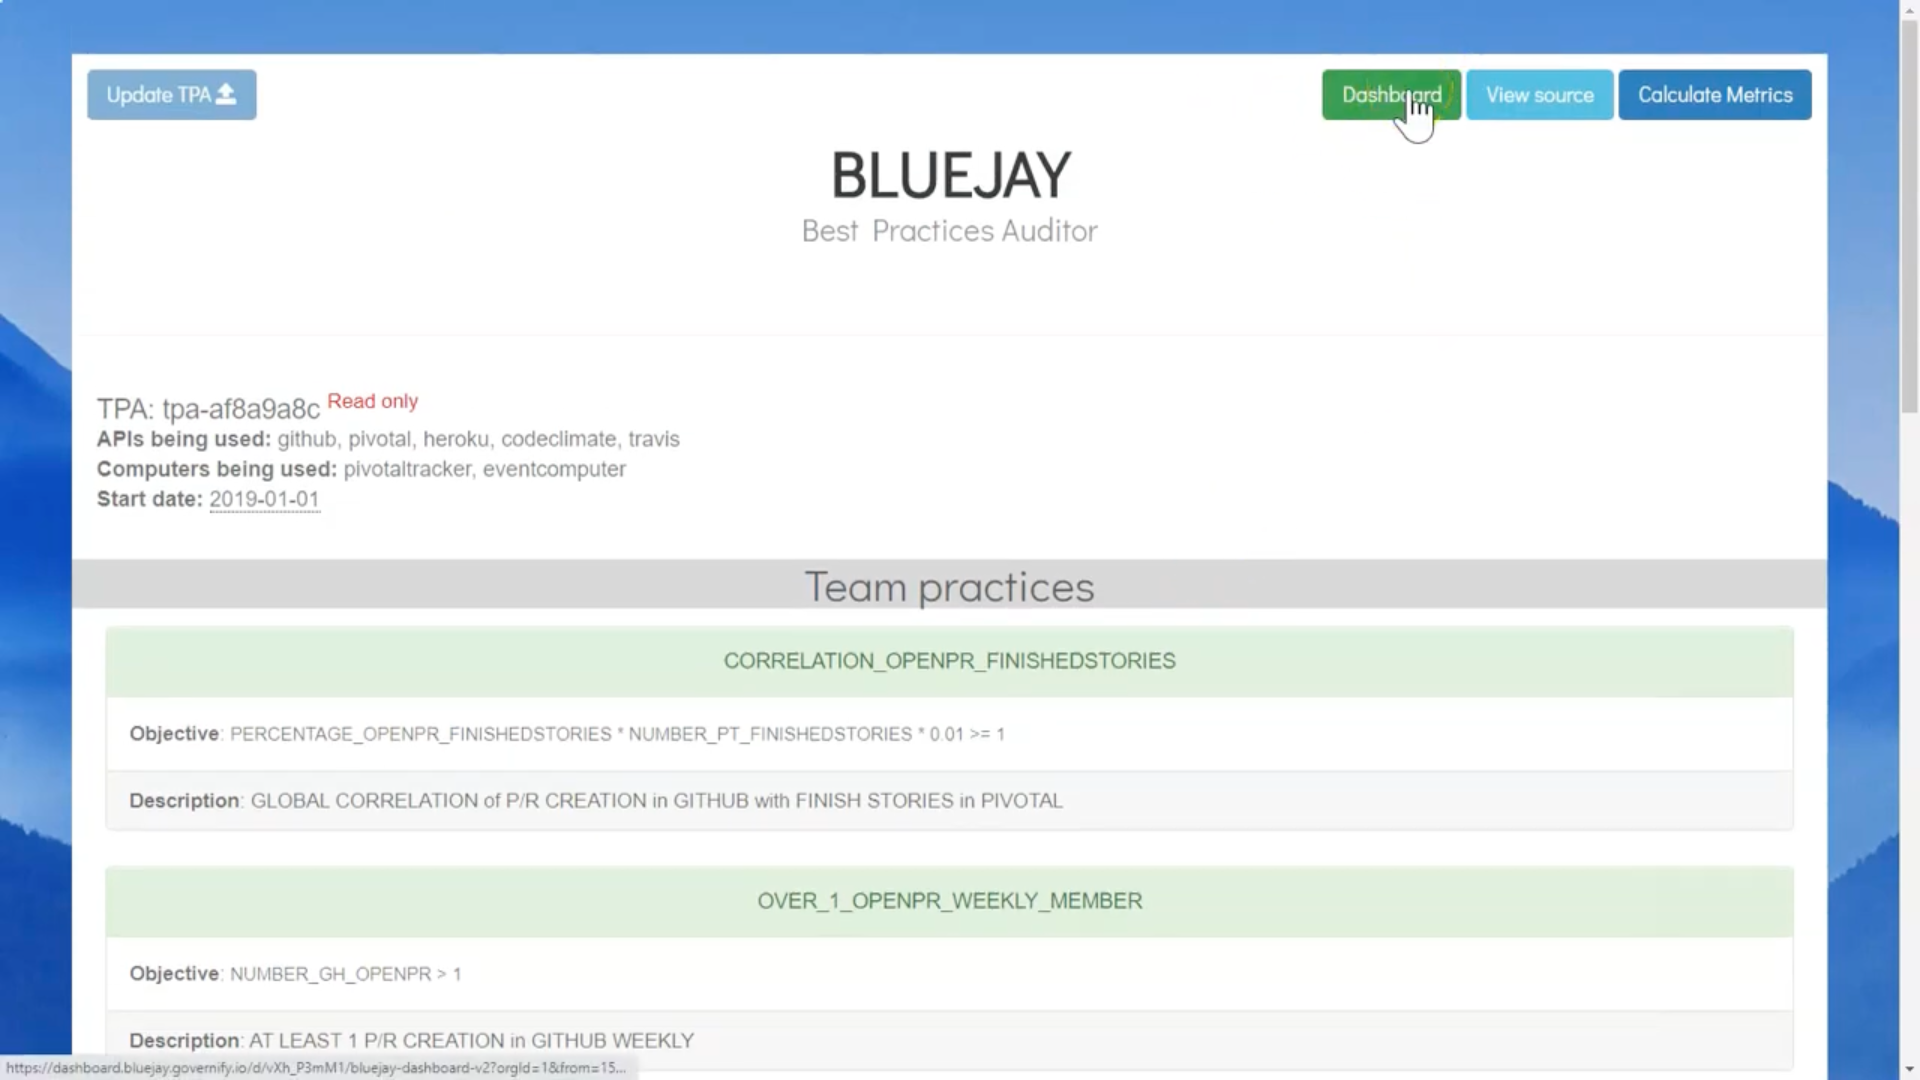 Update TPA
Dashboard
View source
Calculate Metrics
BLUEJAY
Best Practices Auditor
TPA: tpa-af8a9a8c Read only
APIs being used: github, pivotal, heroku, codeclimate, travis
Computers being used: pivotaltracker, eventcomputer
Start date: 2019-01-01
Team practices
CORRELATION_OPENPR_FINISHEDSTORIES
Objective: PERCENTAGE_OPENPR_FINISHEDSTORIES * NUMBER_PT_FINISHEDSTORIES * 0.01 >= 1
Description: GLOBAL CORRELATION of P/R CREATION in GITHUB with FINISH STORIES in PIVOTAL
OVER_1_OPENPR_WEEKLY_MEMBER
Objective: NUMBER_GH_OPENPR > 1
Description: AT LEAST 1 P/R CREATION in GITHUB WEEKLY
https://dashboard.bluejay.governify.io/d/vXh_P3mM1/bluejay-dashboard-v2?orgId=1&from=15...